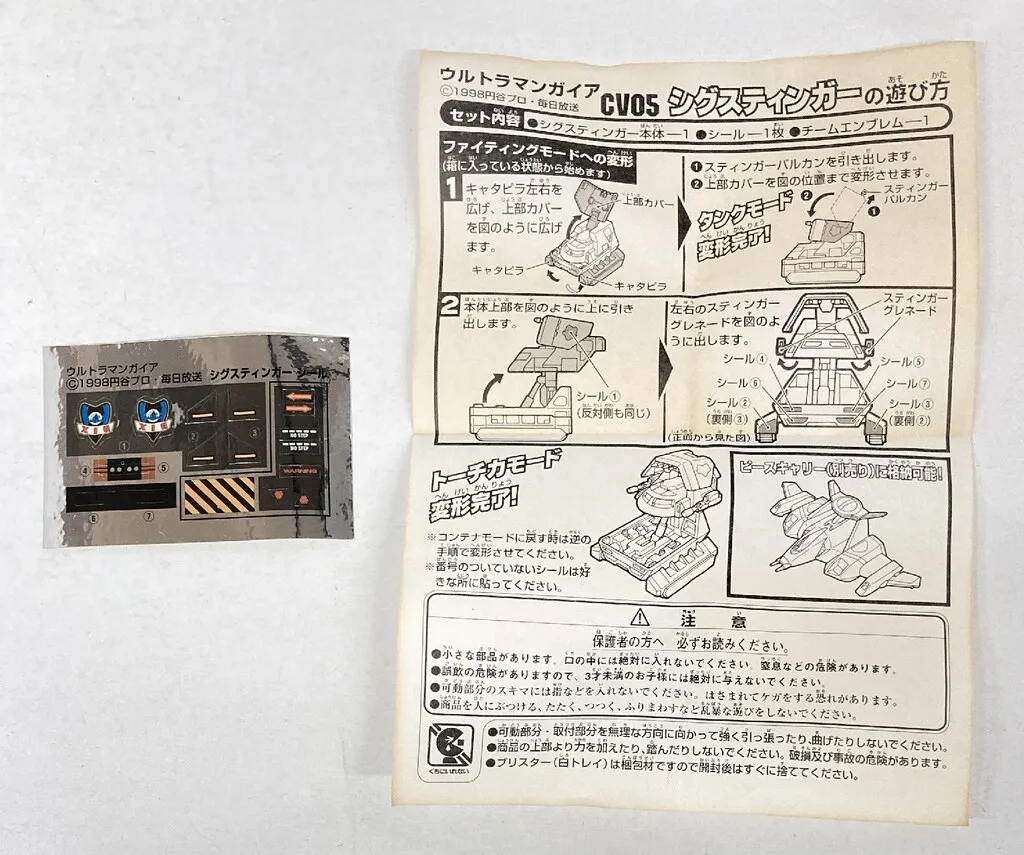 ウルトラマンガイア
©1998円谷プロ・毎日放送 シグスティンガー シール
XIG XIG
①
②
③
④
⑤
NO STEP
NO STEP
WARNING
⑥
⑦
ウルトラマンガイア
©1998円谷プロ・毎日放送
CV05 シグスティンガーの遊び方
セット内容 ●シグスティンガー本体―1 ●シール―1枚 ●チームエンブレム―1
ファイティングモードへの変形
(箱に入っている状態から始めます)
1 キャタピラ左右を
広げ、上部カバー
を図のように広げ
ます。
上部カバー
キャタピラ
キャタピラ
❶スティンガーバルカンを引き出します。
❷上部カバーを図の位置まで変形させます。
タンクモード
変形完了!
❷
❶
スティンガー
バルカン
2 本体上部を図のように上に引き
出します。
シール①
(反対側も同じ)
左右のスティンガー
グレネードを図のよ
うに出します。
スティンガー
グレネード
シール④
シール⑤
シール⑥
シール⑦
シール②
(裏側③)
シール③
(裏側②)
(正面から見た図)
トーチカモード
変形完了!
※コンテナモードに戻す時は逆の
手順で変形させてください。
※番号のついていないシールは好
きな所に貼ってください。
ピースキャリー(別売り)に格納可能!
⚠ 注意
保護者の方へ 必ずお読みください。
●小さな部品があります。口の中には絶対に入れないでください。窒息などの危険があります。
●誤飲の危険がありますので、3才未満のお子様には絶対に与えないでください。
●可動部分のスキマには指などを入れないでください。はさまれてケガをする恐れがあります。
●商品を人にぶつける、たたく、つつく、ふりまわすなど乱暴な遊びをしないでください。
くちにいれない
●可動部分・取付部分を無理な方向に向かって強く引っ張ったり、曲げたりしないでください。
●商品の上部より力を加えたり、踏んだりしないでください。破損及び事故の危険があります。
●ブリスター(白トレイ)は梱包材ですので開封後はすぐに捨ててください。